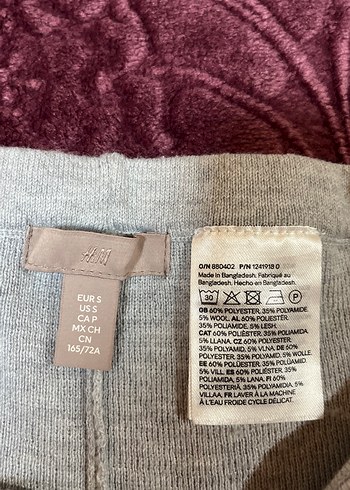 H&M
EUR S
US S
CA P
MX CH
CN
165/72A
O/N 880402 P/N 1241918 0
Made in Bangladesh. Fabriqué au
Bangladesh. Hecho en Bangladesh.
30 P
GB 60% POLYESTER, 35% POLYAMIDE,
5% WOOL. AL 60% POLIESTËR,
35% POLIAMIDE, 5% LESH.
CAT 60% POLIÈSTER, 35% POLIAMIDA,
5% LLANA. CZ 60% POLYESTER,
35% POLYAMID, 5% VLNA. DE 60%
POLYESTER, 35% POLYAMID, 5% WOLLE.
EE 60% POLÜESTER, 35% POLÜAMIID,
5% VILL. ES 60% POLIÉSTER, 35%
POLIAMIDA, 5% LANA. FI 60%
POLYESTERIÄ, 35% POLYAMIDIA, 5%
VILLAA. FR LAVER À LA MACHINE
À L'EAU FROIDE CYCLE DÉLICAT.